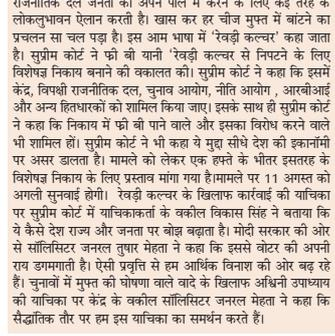 राजनीतिक दल जनता को अपने पाले में करने के लिए कई तरह के
लोकलुभावन ऐलान करती है। खास कर हर चीज मुफ्त में बांटने का
प्रचलन सा चल पड़ा है। इस आम भाषा में ‘रेवड़ी कल्चर’ कहा जाता
है। सुप्रीम कोर्ट ने फ्री बी यानी ‘रेवड़ी कल्चर से निपटने के लिए
विशेषज्ञ निकाय बनाने की वकालत की। सुप्रीम कोर्ट ने कहा कि इसमें
केंद्र, विपक्षी राजनीतिक दल, चुनाव आयोग, नीति आयोग , आरबीआई
और अन्य हितधारकों को शामिल किया जाए। इसके साथ ही सुप्रीम कोर्ट
ने कहा कि निकाय में फ्री बी पाने वाले और इसका विरोध करने वाले
भी शामिल हों। सुप्रीम कोर्ट ने भी कहा ये मुद्दा सीधे देश की इकानॉमी
पर असर डालता है। मामले को लेकर एक हफ्ते के भीतर इसतरह के
विशेषज्ञ निकाय के लिए प्रस्ताव मांगा गया है।मामले पर 11 अगस्त को
अगली सुनवाई होगी। रेवड़ी कल्चर के खिलाफ कार्रवाई की याचिका
पर सुप्रीम कोर्ट में याचिकाकर्ता के वकील विकास सिंह ने बताया कि
ये कैसे देश राज्य और जनता पर बोझ बढ़ाता है। मोदी सरकार की ओर
से सॉलिसिटर जनरल तुषार मेहता ने कहा कि इससे वोटर की अपनी
राय डगमगाती है। ऐसी प्रवृत्ति से हम आर्थिक विनाश की ओर बढ़ रहे
हैं। चुनावों में मुफ्त की घोषणा वाले वादे के खिलाफ अश्विनी उपाध्याय
की याचिका पर केंद्र के वकील सॉलिसिटर जनरल मेहता ने कहा कि
सैद्धांतिक तौर पर हम इस याचिका का समर्थन करते हैं।